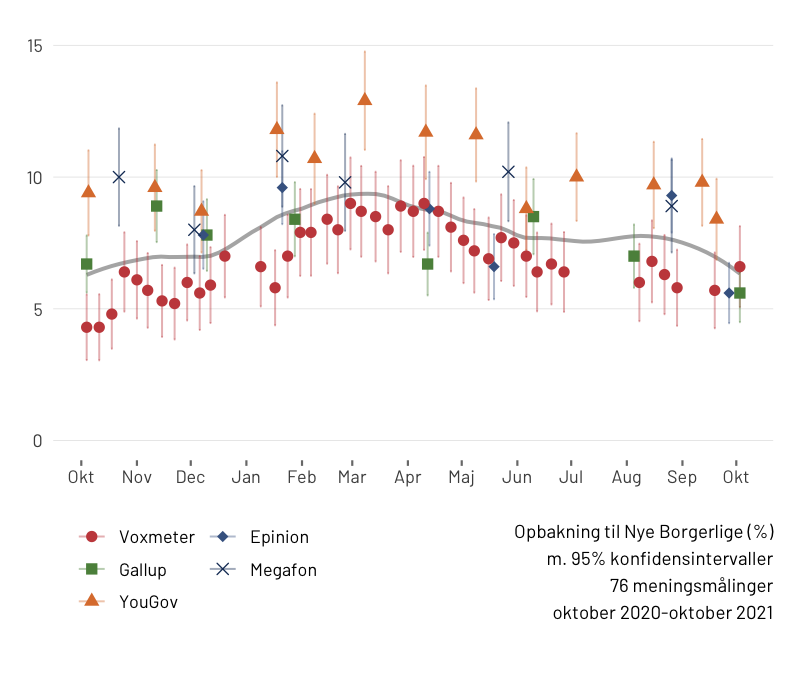 15
10
5
0
Okt Nov Dec Jan Feb Mar Apr Maj Jun Jul Aug Sep Okt
Voxmeter Epinion
Gallup Megafon
YouGov
Opbakning til Nye Borgerlige (%)
m. 95% konfidensintervaller
76 meningsmålinger
oktober 2020-oktober 2021